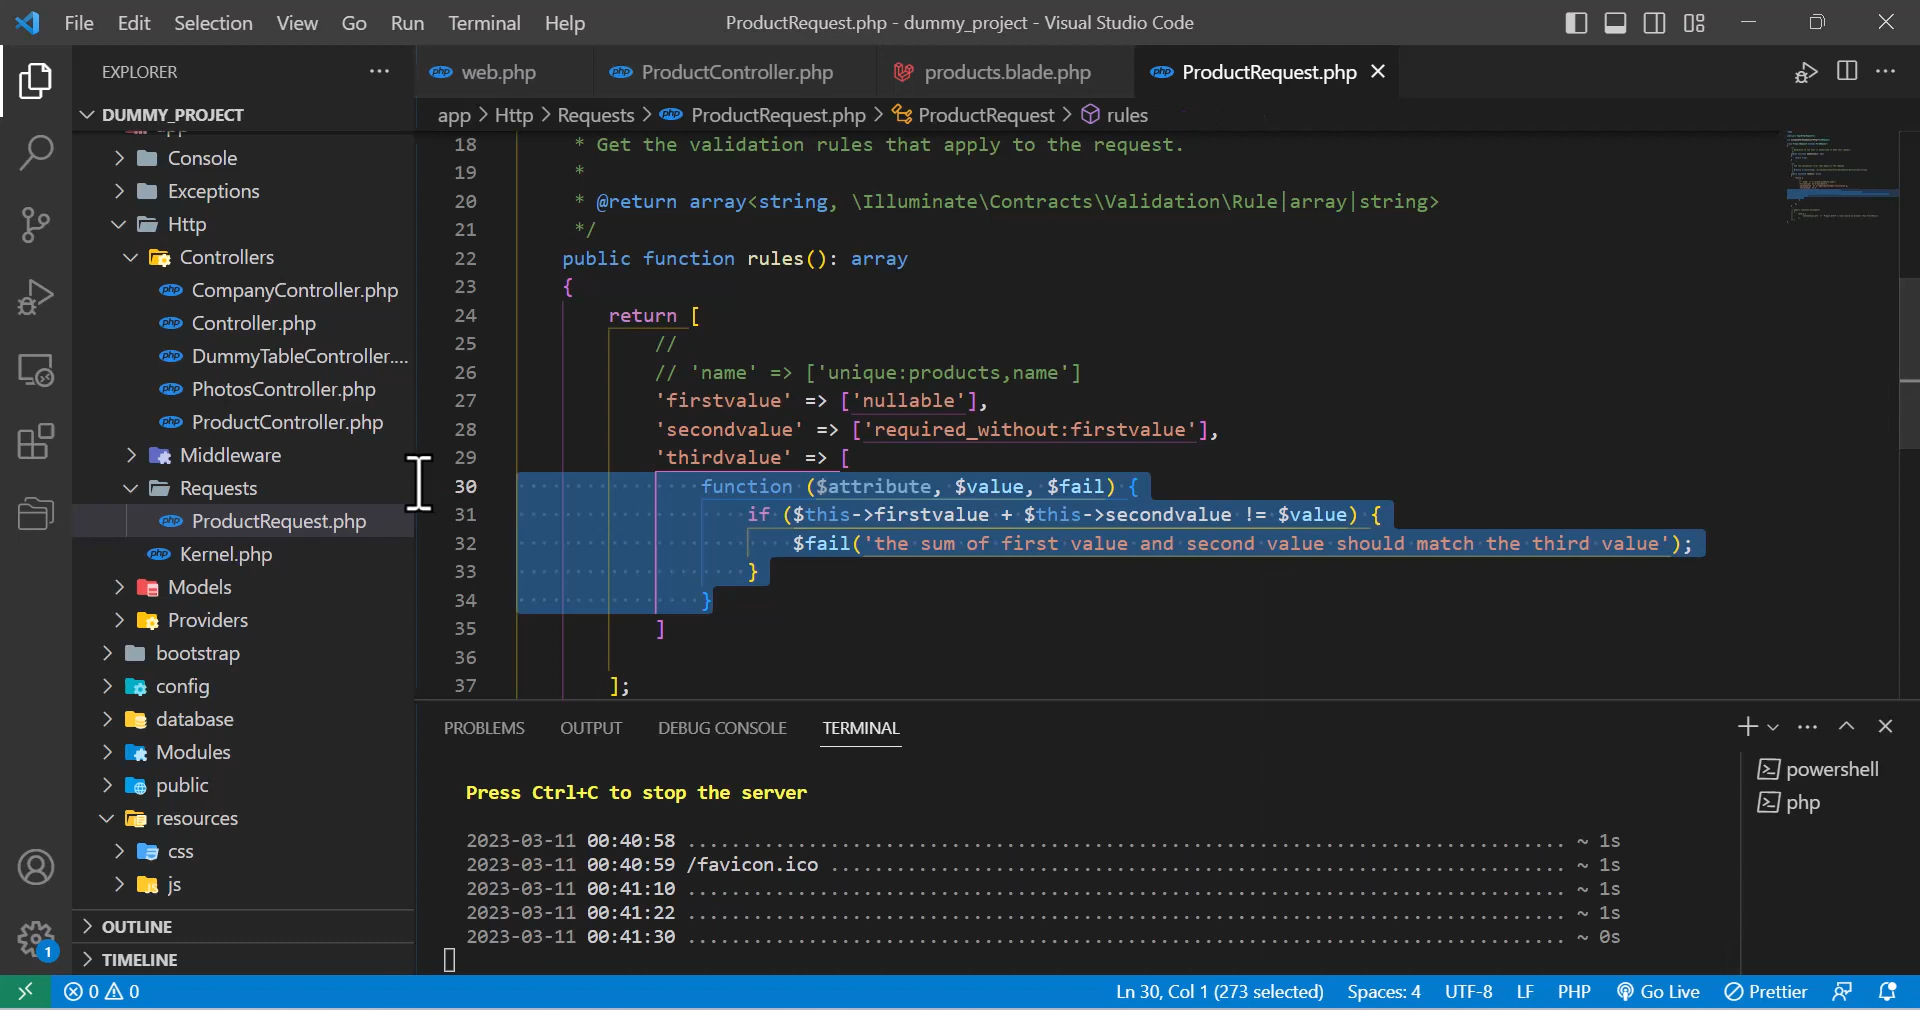 File Edit Selection View Go Run Terminal Help ProductRequest.php - dummy_project - Visual Studio Code
EXPLORER
web.php ProductController.php products.blade.php ProductRequest.php
DUMMY_PROJECT
app > Http > Requests > ProductRequest.php > ProductRequest > rules
app
Console
Exceptions
Http
Controllers
CompanyController.php
Controller.php
DummyTableController....
PhotosController.php
ProductController.php
Middleware
Requests
ProductRequest.php
Kernel.php
Models
Providers
bootstrap
config
database
Modules
public
resources
css
js
OUTLINE
TIMELINE
18 * Get the validation rules that apply to the request.
19 *
20 * @return array<string, \Illuminate\Contracts\Validation\Rule|array|string>
21 */
22 public function rules(): array
23 {
24 return [
25 //
26 // 'name' => ['unique:products,name']
27 'firstvalue' => ['nullable'],
28 'secondvalue' => ['required_without:firstvalue'],
29 'thirdvalue' => [
30 function ($attribute, $value, $fail) {
31 if ($this->firstvalue + $this->secondvalue != $value) {
32 $fail('the sum of first value and second value should match the third value');
33 }
34 }
35 ]
36
37 ];
PROBLEMS OUTPUT DEBUG CONSOLE TERMINAL
powershell
php
Press Ctrl+C to stop the server
2023-03-11 00:40:58 ........ ~ 1s
2023-03-11 00:40:59 /favicon.ico ........ ~ 1s
2023-03-11 00:41:10 ........ ~ 1s
2023-03-11 00:41:22 ........ ~ 1s
2023-03-11 00:41:30 ........ ~ 0s
1
0 0 Ln 30, Col 1 (273 selected) Spaces: 4 UTF-8 LF PHP Go Live Prettier